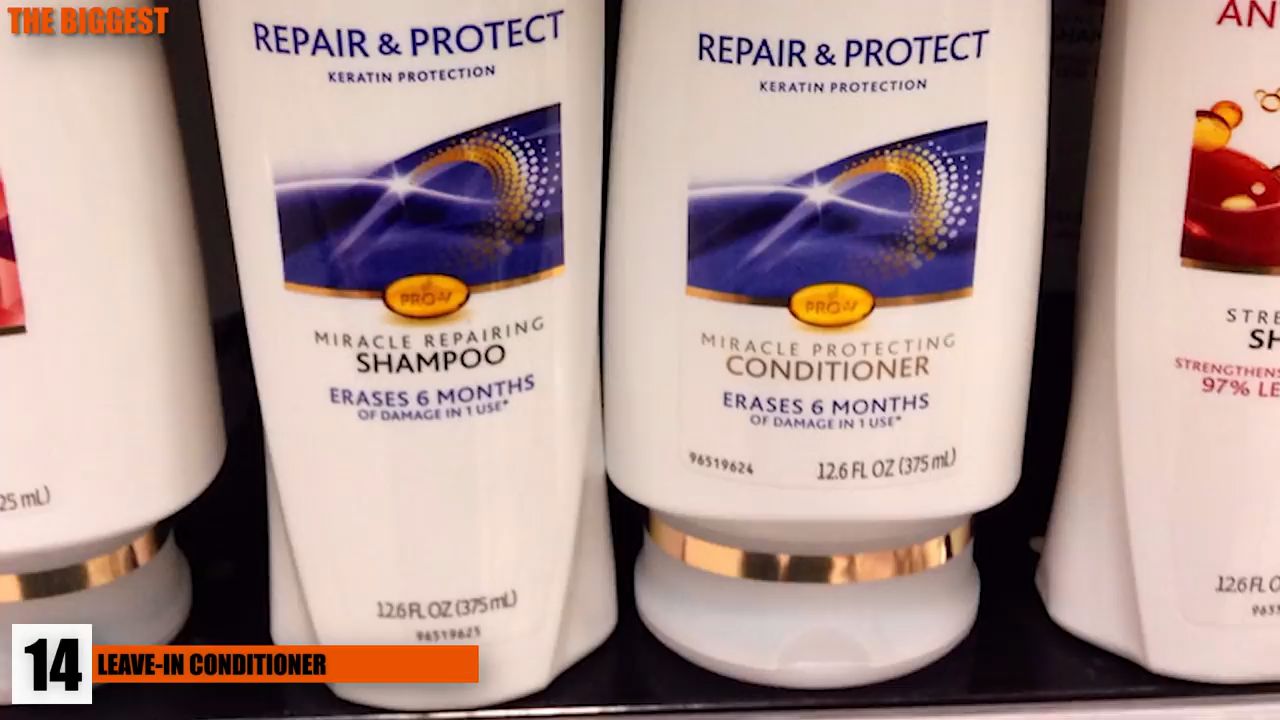 THE BIGGEST
REPAIR & PROTECT
KERATIN PROTECTION
PRO-V
MIRACLE REPAIRING
SHAMPOO
ERASES 6 MONTHS
OF DAMAGE IN 1 USE*
12.6 FL OZ (375 mL)
96519625
REPAIR & PROTECT
KERATIN PROTECTION
PRO-V
MIRACLE PROTECTING
CONDITIONER
ERASES 6 MONTHS
OF DAMAGE IN 1 USE*
96519624
12.6 FL OZ (375 mL)
25 mL)
AN
STRE
SH
STRENGTHENS
97% LE
12.6 FL O
14
LEAVE-IN CONDITIONER